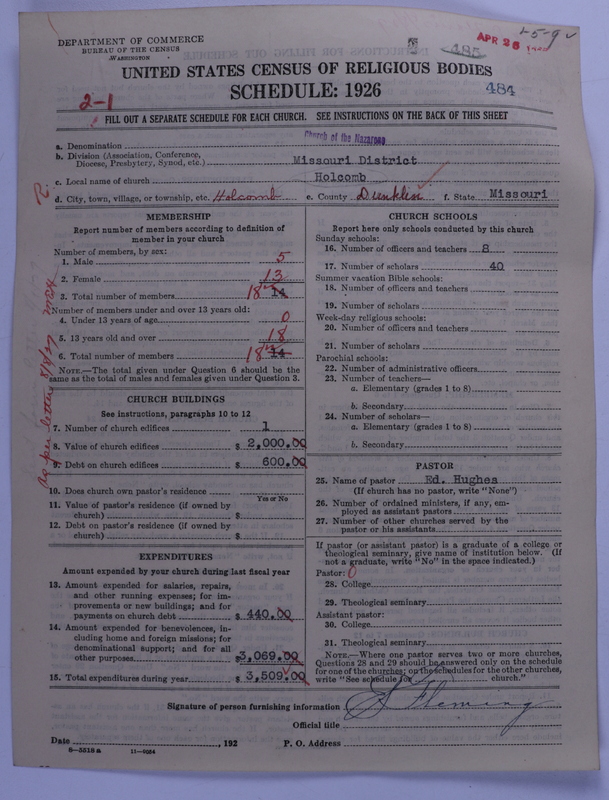 DEPARTMENT OF COMMERCE
BUREAU OF THE CENSUS
WASHINGTON
485
APR 26
25-9
UNITED STATES CENSUS OF RELIGIOUS BODIES
SCHEDULE: 1926
484
2-1
FILL OUT A SEPARATE SCHEDULE FOR EACH CHURCH. SEE INSTRUCTIONS ON THE BACK OF THIS SHEET
a. Denomination Church of the Nazarene
b. Division (Association, Conference, Diocese, Presbytery, Synod, etc.) Missouri District
c. Local name of church Holcomb
d. City, town, village, or township, etc. Holcomb e. County Dunklin f. State Missouri
R.
as per letter 8/8/27
MEMBERSHIP
Report number of members according to definition of
member in your church
Number of members, by sex:
1. Male 5
2. Female 13
3. Total number of members 18 14
Number of members under and over 13 years old:
4. Under 13 years of age 0
5. 13 years old and over 18
6. Total number of members 18 14
NOTE.—The total given under Question 6 should be the
same as the total of males and females given under Question 3.
CHURCH BUILDINGS
See instructions, paragraphs 10 to 12
7. Number of church edifices 1
8. Value of church edifices $ 2,000.00
9. Debt on church edifices $ 600.00
10. Does church own pastor's residence
Yes or No
11. Value of pastor's residence (if owned by
church) $
12. Debt on pastor's residence (if owned by
church) $
EXPENDITURES
Amount expended by your church during last fiscal year
13. Amount expended for salaries, repairs,
and other running expenses; for im-
provements or new buildings; and for
payments on church debt $ 440.00
14. Amount expended for benevolences, in-
cluding home and foreign missions; for
denominational support; and for all
other purposes $3,069.00
15. Total expenditures during year $ 3,509.00
CHURCH SCHOOLS
Report here only schools conducted by this church
Sunday schools:
16. Number of officers and teachers 8
17. Number of scholars 40
Summer vacation Bible schools:
18. Number of officers and teachers
19. Number of scholars
Week-day religious schools:
20. Number of officers and teachers
21. Number of scholars
Parochial schools:
22. Number of administrative officers
23. Number of teachers—
a. Elementary (grades 1 to 8)
b. Secondary
24. Number of scholars—
a. Elementary (grades 1 to 8)
b. Secondary
PASTOR
25. Name of pastor Ed. Hughes
(If church has no pastor, write "None")
26. Number of ordained ministers, if any, em-
ployed as assistant pastors
27. Number of other churches served by the
pastor or his assistants
If pastor (or assistant pastor) is a graduate of a college or
theological seminary, give name of institution below. (If
not a graduate, write "No" in the space indicated.)
Pastor: 0
28. College
29. Theological seminary
Assistant pastor:
30. College
31. Theological seminary
NOTE.—Where one pastor serves two or more churches,
Questions 28 and 29 should be answered only on the schedule
for one of the churches; on the schedules for the other churches,
write "See schedule for church."
Signature of person furnishing information E J Fleming
Official title
Date , 192 P. O. Address
8-5518a 11-9034